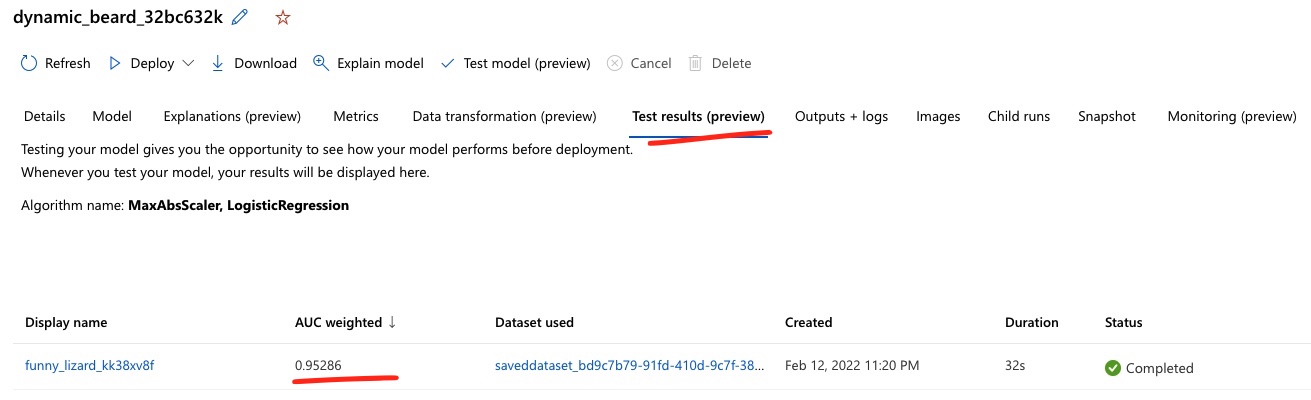 dynamic_beard_32bc632k
Refresh Deploy Download Explain model Test model (preview) Cancel Delete
Details Model Explanations (preview) Metrics Data transformation (preview) Test results (preview) Outputs + logs Images Child runs Snapshot Monitoring (preview)
Testing your model gives you the opportunity to see how your model performs before deployment.
Whenever you test your model, your results will be displayed here.
Algorithm name: MaxAbsScaler, LogisticRegression
Display name AUC weighted ↓ Dataset used Created Duration Status
funny_lizard_kk38xv8f 0.95286 saveddataset_bd9c7b79-91fd-410d-9c7f-38... Feb 12, 2022 11:20 PM 32s Completed